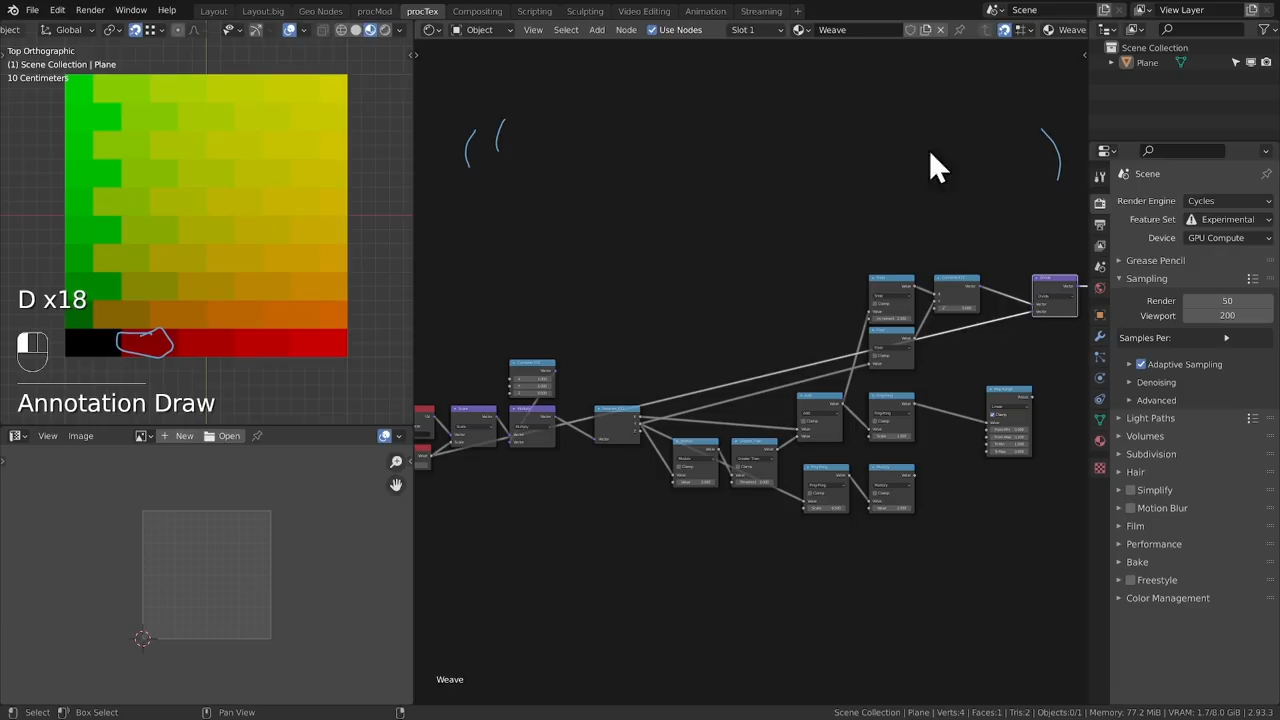 File Edit Render Window Help Layout Layout.big Geo Nodes procMod procTex Compositing Scripting Sculpting Video Editing UV Editing Animation Streaming Scene View Layer
Object Global Object View Select Add Node Use Nodes Slot 1 Weave Weave
Top Orthographic
(1) Scene Collection | Plane
10 Centimeters
Scene Collection
Plane
D x18
Annotation Draw
View Image New Open
Weave
Scene
Render Engine Cycles
Feature Set Experimental
Device GPU Compute
Grease Pencil
Sampling
Render 50
Viewport 200
Samples Per:
Adaptive Sampling
Denoising
Advanced
Light Paths
Volumes
Subdivision
Hair
Simplify
Motion Blur
Film
Performance
Bake
Freestyle
Color Management
Select Box Select Pan View Scene Collection | Plane | Verts:4 | Faces:1 | Tris:2 | Objects:0/1 | Memory: 77.2 MiB | VRAM: 1.7/8.0 GiB | 2.93.3